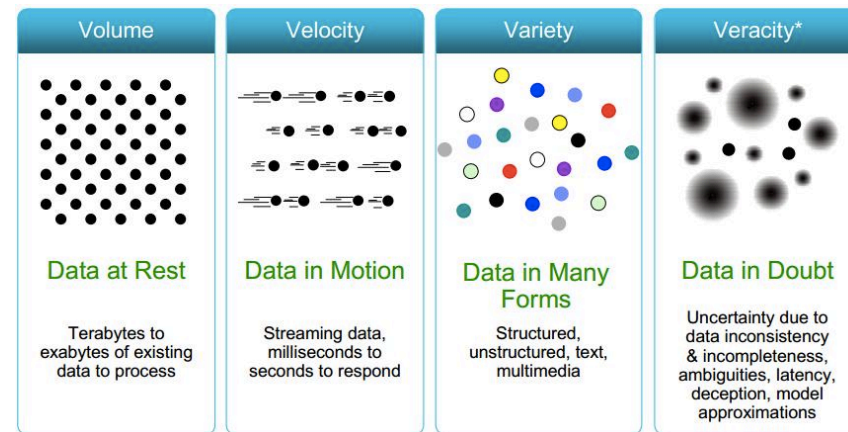 Volume
Data at Rest
Terabytes to
exabytes of existing
data to process
Velocity
Data in Motion
Streaming data,
milliseconds to
seconds to respond
Variety
Data in Many
Forms
Structured,
unstructured, text,
multimedia
Veracity*
Data in Doubt
Uncertainty due to
data inconsistency
& incompleteness,
ambiguities, latency,
deception, model
approximations